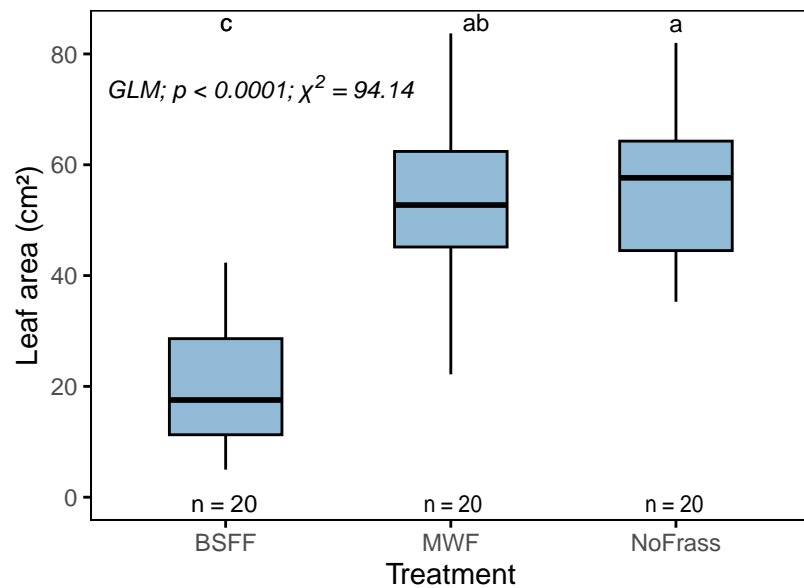 c ab a
GLM; p < 0.0001; χ² = 94.14
80
60
40
20
0
Leaf area (cm²)
n = 20 n = 20 n = 20
BSFF MWF NoFrass
Treatment